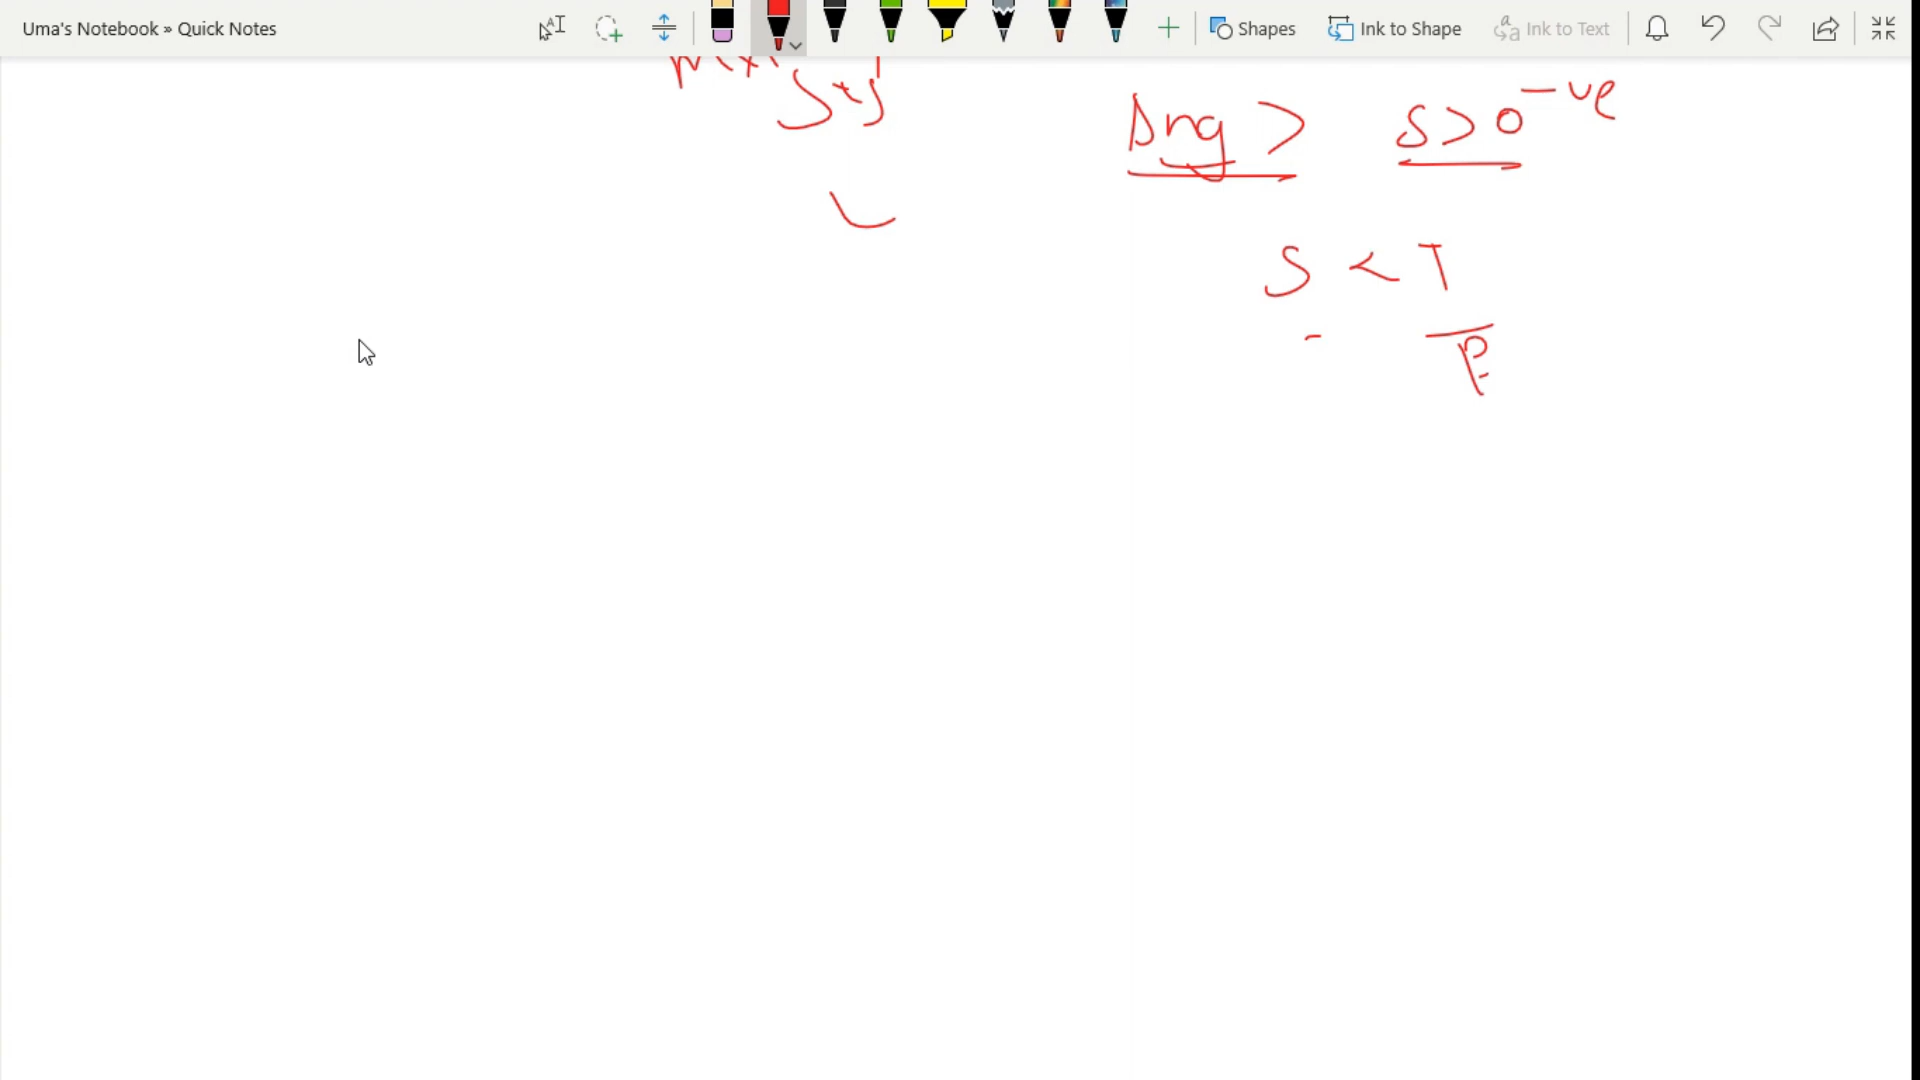 Uma's Notebook » Quick Notes
Shapes
Ink to Shape
Ink to Text
Δng >
S > 0 -ve
S < T